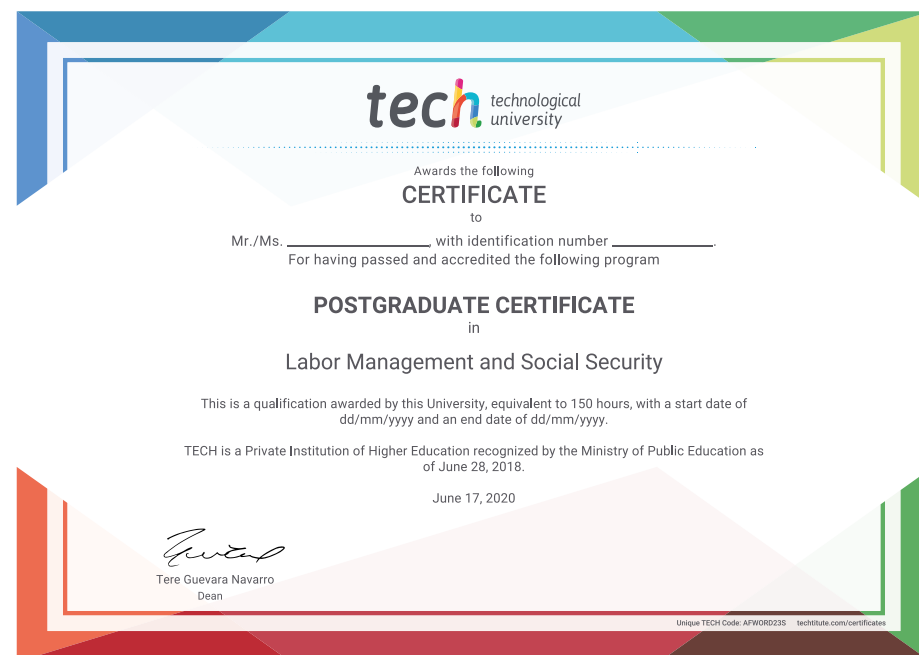 tech technological
university
Awards the following
CERTIFICATE
to
Mr./Ms. ____________________, with identification number ______________.
For having passed and accredited the following program
POSTGRADUATE CERTIFICATE
in
Labor Management and Social Security
This is a qualification awarded by this University, equivalent to 150 hours, with a start date of
dd/mm/yyyy and an end date of dd/mm/yyyy.
TECH is a Private Institution of Higher Education recognized by the Ministry of Public Education as
of June 28, 2018.
June 17, 2020
Tere Guevara Navarro
Dean
Unique TECH Code: AFWORD23S techtitute.com/certificates